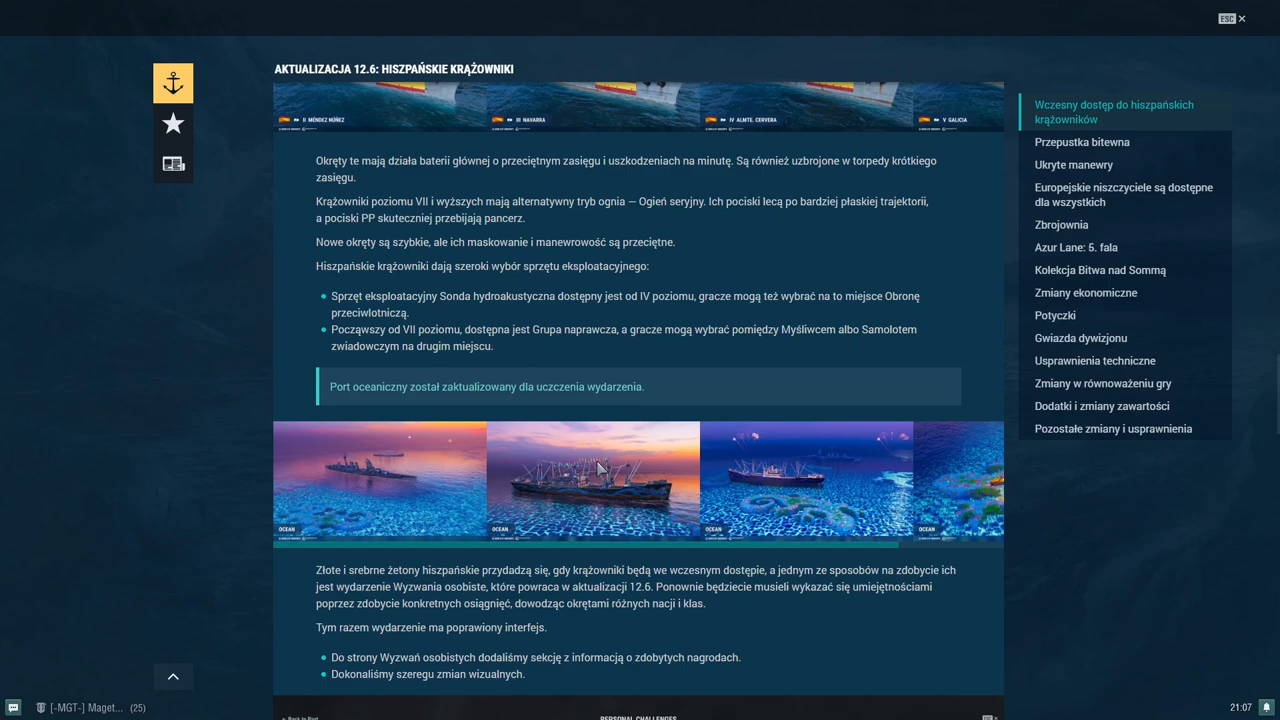 ESC ×
AKTUALIZACJA 12.6: HISZPAŃSKIE KRĄŻOWNIKI
II MÉNDEZ NÚÑEZ
III NAVARRA
IV ALMTE. CERVERA
V GALICIA
Okręty te mają działa baterii głównej o przeciętnym zasięgu i uszkodzeniach na minutę. Są również uzbrojone w torpedy krótkiego
zasięgu.
Krążowniki poziomu VII i wyższych mają alternatywny tryb ognia — Ogień seryjny. Ich pociski lecą po bardziej płaskiej trajektorii,
a pociski PP skuteczniej przebijają pancerz.
Nowe okręty są szybkie, ale ich maskowanie i manewrowość są przeciętne.
Hiszpańskie krążowniki dają szeroki wybór sprzętu eksploatacyjnego:
Sprzęt eksploatacyjny Sonda hydroakustyczna dostępny jest od IV poziomu, gracze mogą też wybrać na to miejsce Obronę
przeciwlotniczą.
Począwszy od VII poziomu, dostępna jest Grupa naprawcza, a gracze mogą wybrać pomiędzy Myśliwcem albo Samolotem
zwiadowczym na drugim miejscu.
Port oceaniczny został zaktualizowany dla uczczenia wydarzenia.
OCEAN
OCEAN
OCEAN
OCEAN
Złote i srebrne żetony hiszpańskie przydadzą się, gdy krążowniki będą we wczesnym dostępie, a jednym ze sposobów na zdobycie ich
jest wydarzenie Wyzwania osobiste, które powraca w aktualizacji 12.6. Ponownie będziecie musieli wykazać się umiejętnościami
poprzez zdobycie konkretnych osiągnięć, dowodząc okrętami różnych nacji i klas.
Tym razem wydarzenie ma poprawiony interfejs.
Do strony Wyzwań osobistych dodaliśmy sekcję z informacją o zdobytych nagrodach.
Dokonaliśmy szeregu zmian wizualnych.
Back to Port
PERSONAL CHALLENGES
Wczesny dostęp do hiszpańskich
krążowników
Przepustka bitewna
Ukryte manewry
Europejskie niszczyciele są dostępne
dla wszystkich
Zbrojownia
Azur Lane: 5. fala
Kolekcja Bitwa nad Sommą
Zmiany ekonomiczne
Potyczki
Gwiazda dywizjonu
Usprawnienia techniczne
Zmiany w równoważeniu gry
Dodatki i zmiany zawartości
Pozostałe zmiany i usprawnienia
[-MGT-] Maget... (25)
21:07